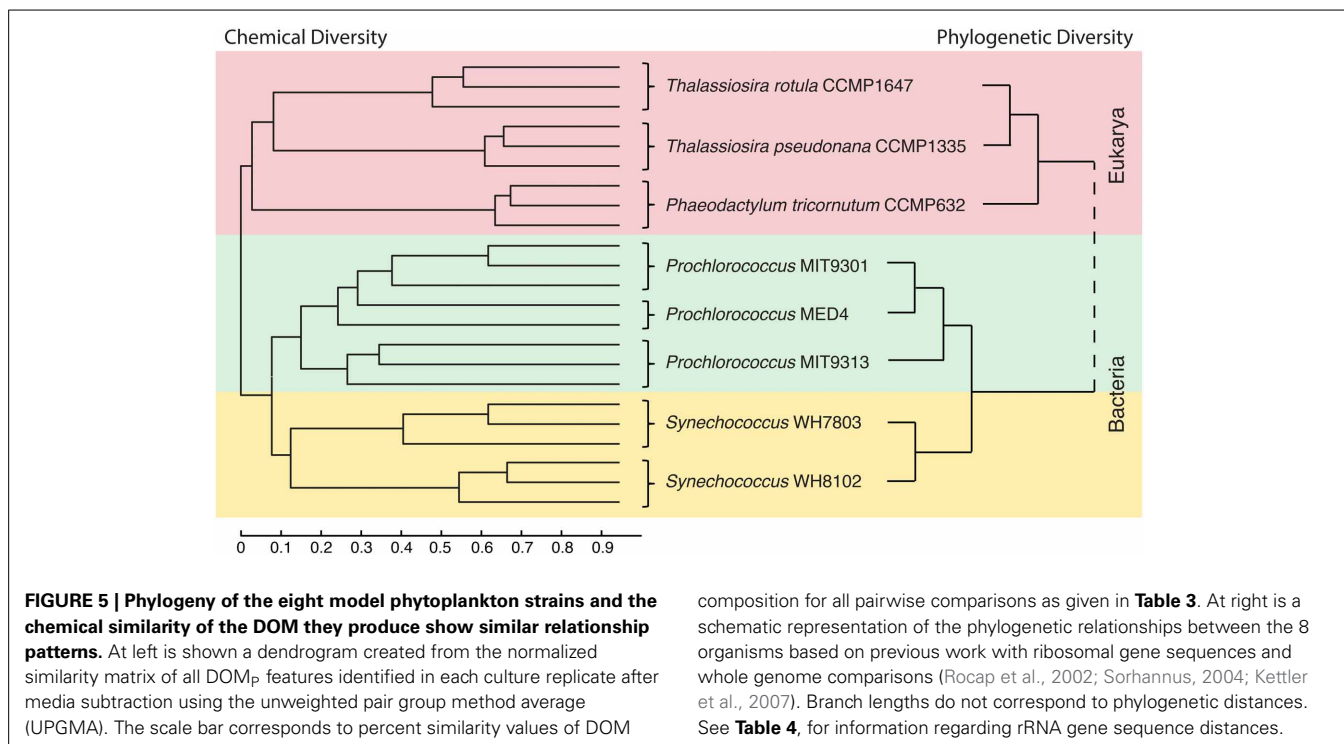 Chemical Diversity
Phylogenetic Diversity
Thalassiosira rotula CCMP1647
Thalassiosira pseudonana CCMP1335
Phaeodactylum tricornutum CCMP632
Eukarya
Prochlorococcus MIT9301
Prochlorococcus MED4
Prochlorococcus MIT9313
Synechococcus WH7803
Synechococcus WH8102
Bacteria
0 0.1 0.2 0.3 0.4 0.5 0.6 0.7 0.8 0.9
FIGURE 5 | Phylogeny of the eight model phytoplankton strains and the
chemical similarity of the DOM they produce show similar relationship
patterns. At left is shown a dendrogram created from the normalized
similarity matrix of all DOMP features identified in each culture replicate after
media subtraction using the unweighted pair group method average
(UPGMA). The scale bar corresponds to percent similarity values of DOM
composition for all pairwise comparisons as given in Table 3. At right is a
schematic representation of the phylogenetic relationships between the 8
organisms based on previous work with ribosomal gene sequences and
whole genome comparisons (Rocap et al., 2002; Sorhannus, 2004; Kettler
et al., 2007). Branch lengths do not correspond to phylogenetic distances.
See Table 4, for information regarding rRNA gene sequence distances.